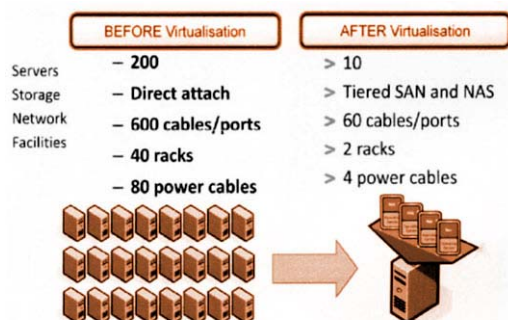 BEFORE Virtualisation
AFTER Virtualisation
Servers
Storage
Network
Facilities
– 200
– Direct attach
– 600 cables/ports
– 40 racks
– 80 power cables
> 10
> Tiered SAN and NAS
> 60 cables/ports
> 2 racks
> 4 power cables